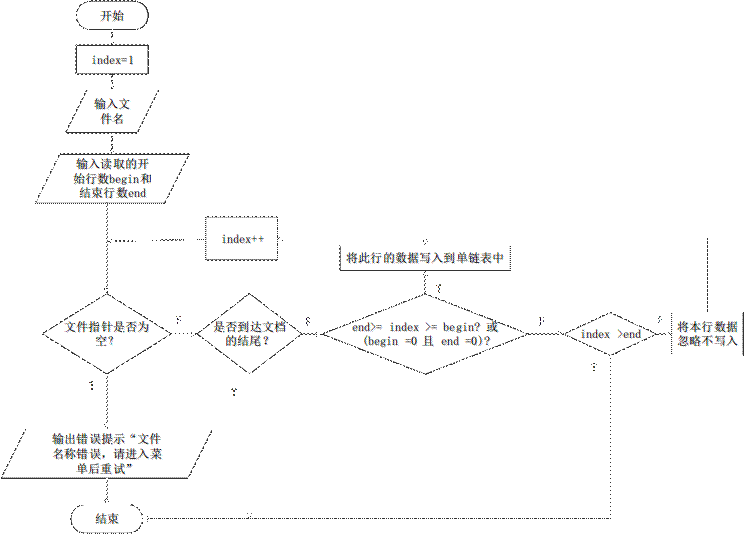 开始
index=1
输入文
件名
输入读取的开
始行数begin和
结束行数end
index++
将此行的数据写入到单链表中
文件指针是否为
空？
是否到达文档
的结尾？
end>= index >= begin? 或
(begin =0 且 end =0)?
index >end
将本行数据
忽略不写入
输出错误提示“文件
名称错误，请进入菜
单后重试”
结束